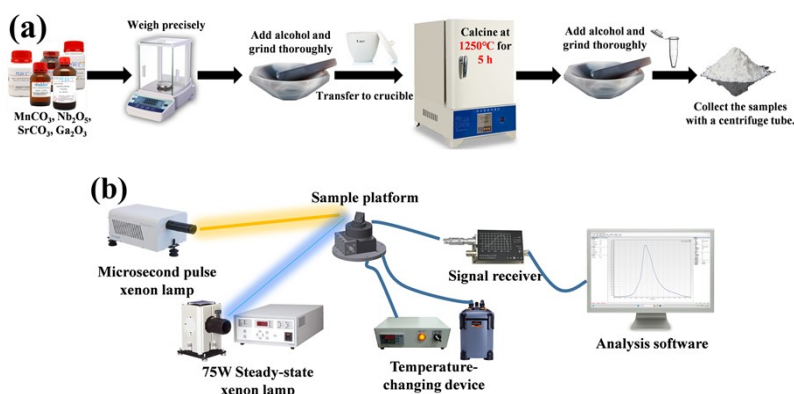 (a)
Weigh precisely
Add alcohol and
grind thoroughly
Transfer to crucible
Calcine at
1250℃ for
5 h
Add alcohol and
grind thoroughly
Collect the samples
with a centrifuge tube.
MnCO₃, Nb₂O₅,
SrCO₃, Ga₂O₃
(b)
Sample platform
Microsecond pulse
xenon lamp
Signal receiver
75W Steady-state
xenon lamp
Temperature-
changing device
Analysis software